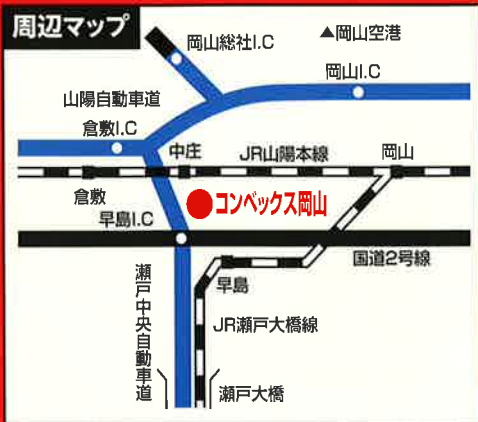 周辺マップ
岡山総社I.C
▲岡山空港
岡山I.C
山陽自動車道
倉敷I.C
中庄
JR山陽本線
岡山
倉敷
コンベックス岡山
早島I.C
国道2号線
早島
瀬戸中央自動車道
JR瀬戸大橋線
瀬戸大橋